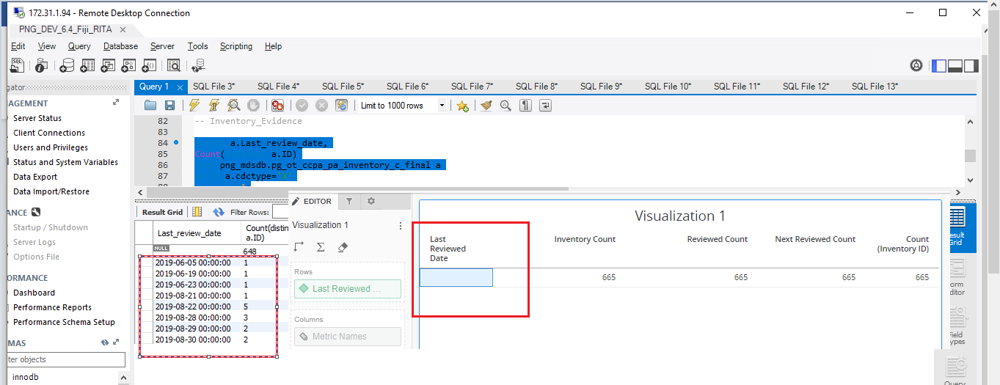 172.31.1.94 - Remote Desktop Connection
PNG_DEV_6.4_Fiji_RITA
Edit View Query Database Server Tools Scripting Help
Query 1 SQL File 3* SQL File 4* SQL File 5* SQL File 6* SQL File 7* SQL File 8* SQL File 9* SQL File 10* SQL File 11* SQL File 12* SQL File 13*
igator
AGEMENT
Server Status
Client Connections
Users and Privileges
Status and System Variables
Data Export
Data Import/Restore
ANCE
Startup / Shutdown
Server Logs
Options File
FORMANCE
Dashboard
Performance Reports
Performance Schema Setup
MAS
ter objects
innodb
Limit to 1000 rows
82 -- Inventory_Evidence
83
84 a.Last_review_date,
85 Count( a.ID)
86 png_mdsdb.pg_ot_ccpa_pa_inventory_c_final a
87 a.cdctype=
88
Result Grid Filter Rows:
Last_review_date Count(distin
a.ID)
NULL 648
2019-06-05 00:00:00 1
2019-06-19 00:00:00 1
2019-06-23 00:00:00 1
2019-08-21 00:00:00 1
2019-08-22 00:00:00 5
2019-08-28 00:00:00 3
2019-08-29 00:00:00 2
2019-08-30 00:00:00 2
EDITOR
Visualization 1
Rows
Last Reviewed ...
Columns
Metric Names
Visualization 1
Last
Reviewed
Date
Inventory Count
Reviewed Count
Next Reviewed Count
Count
(Inventory ID)
665 665 665 665
esult
Grid
orm
ditor
ield
ypes
Query